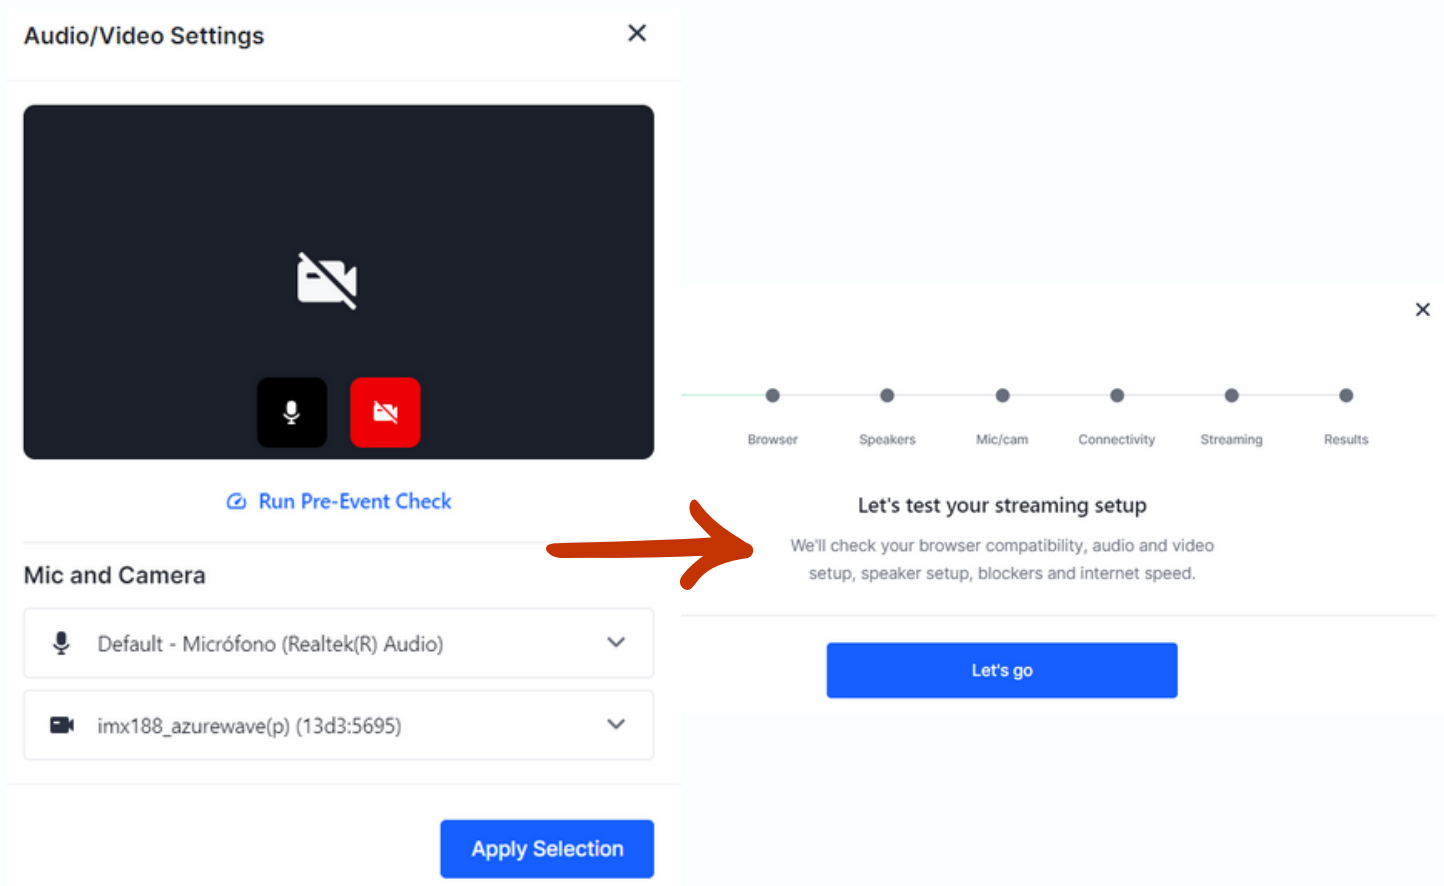 Audio/Video Settings
Run Pre-Event Check
Mic and Camera
Default - Micrófono (Realtek(R) Audio)
imx188_azurewave(p) (13d3:5695)
Apply Selection
Browser
Speakers
Mic/cam
Connectivity
Streaming
Results
Let's test your streaming setup
We'll check your browser compatibility, audio and video
setup, speaker setup, blockers and internet speed.
Let's go